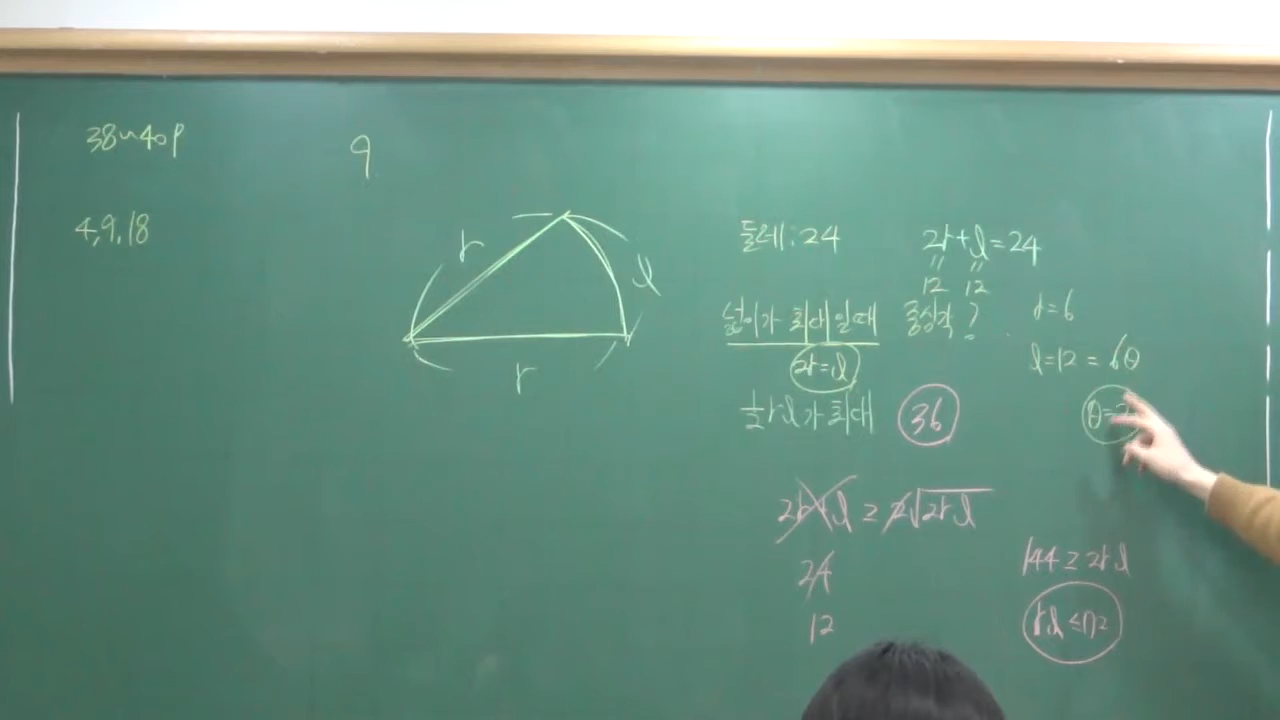 38~40p
9
4, 9, 18
r
l
r
둘레 : 24
2r+l=24
" "
12 12
넓이가 최대일때 중심각 ?
r=6
2r=l
l=12=6θ
½rl가 최대
36
2r+l ≥ 2√2rl
24
144 ≥ 2rl
12
rl ≤ 72